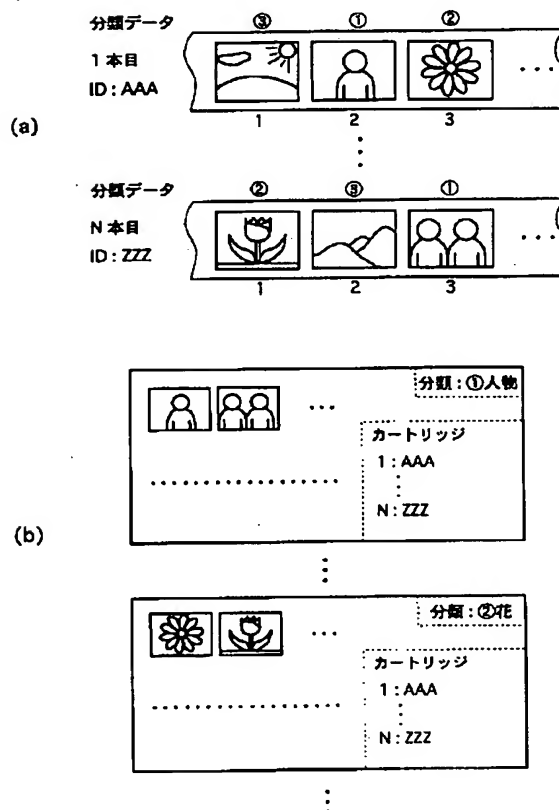 分類データ ③ ① ②
1本目
ID : AAA
(a)
1 2 3
分類データ ② ③ ①
N本目
ID : ZZZ
1 2 3
分類 : ①人物
カートリッジ
1 : AAA
N : ZZZ
(b)
分類 : ②花
カートリッジ
1 : AAA
N : ZZZ